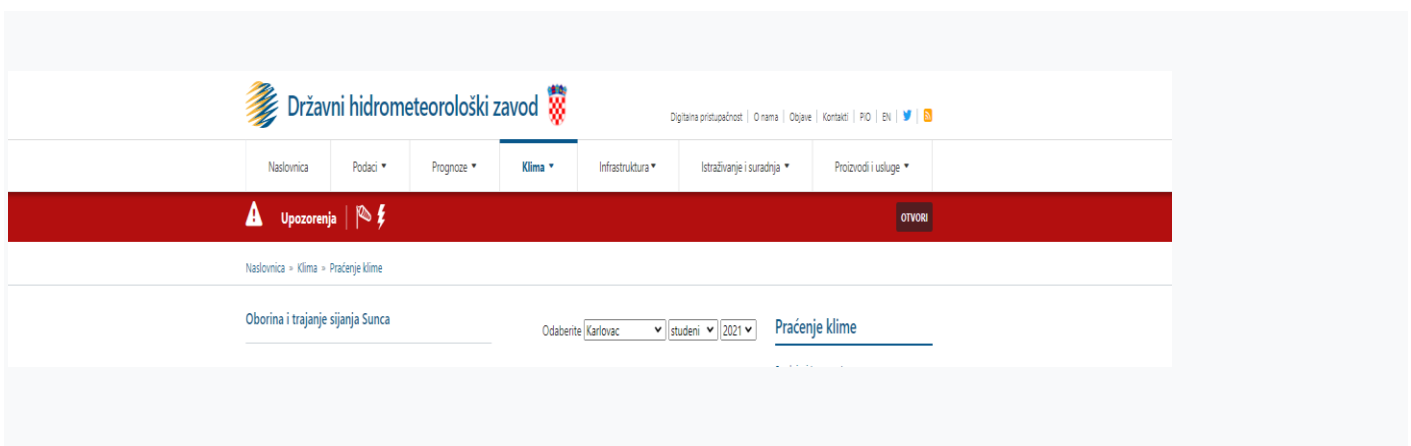 Državni hidrometeorološki zavod
Digitalna pristupačnost | O nama | Objave | Kontakti | PIO | EN
Naslovnica Podaci Prognoze Klima Infrastruktura Istraživanje i suradnja Proizvodi i usluge
Upozorenja OTVORI
Naslovnica » Klima » Praćenje klime
Oborina i trajanje sijanja Sunca
Odaberite Karlovac studeni 2021
Praćenje klime